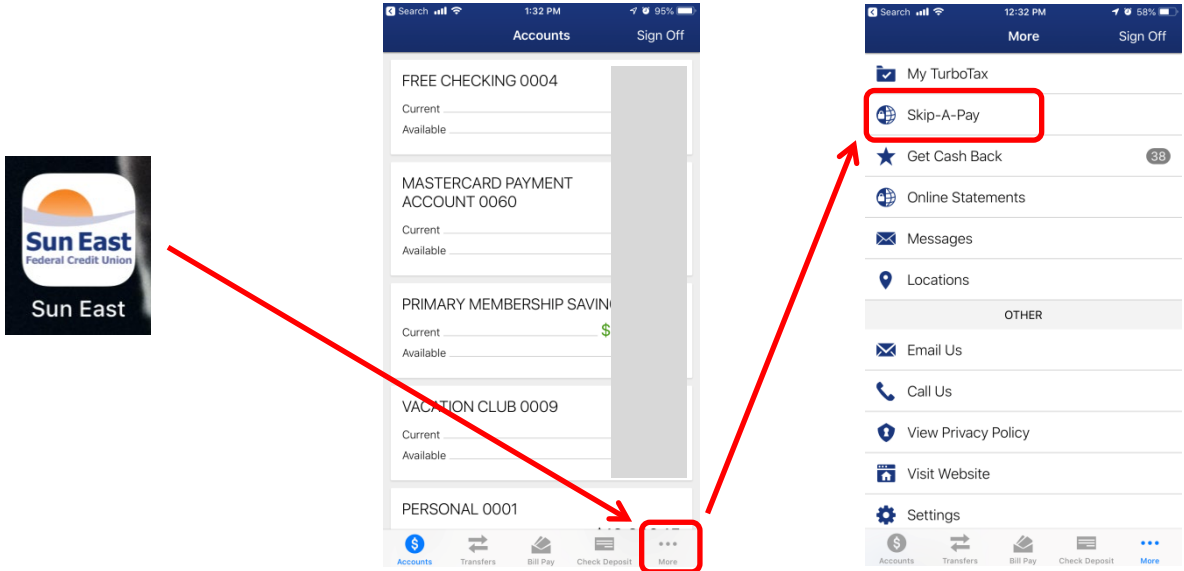 Sun East
Federal Credit Union
Sun East
Search 1:32 PM 95%
Accounts Sign Off
FREE CHECKING 0004
Current
Available
MASTERCARD PAYMENT
ACCOUNT 0060
Current
Available
PRIMARY MEMBERSHIP SAVIN
Current $
Available
VACATION CLUB 0009
Current
Available
PERSONAL 0001
Accounts Transfers Bill Pay Check Deposit More
Search 12:32 PM 58%
More Sign Off
My TurboTax
Skip-A-Pay
Get Cash Back 38
Online Statements
Messages
Locations
OTHER
Email Us
Call Us
View Privacy Policy
Visit Website
Settings
Accounts Transfers Bill Pay Check Deposit More